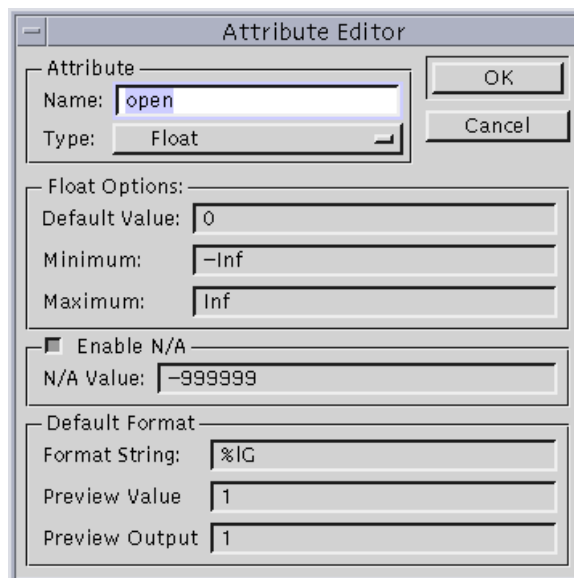 Attribute Editor
Attribute
Name: open
Type: Float
OK
Cancel
Float Options:
Default Value: 0
Minimum: -Inf
Maximum: Inf
Enable N/A
N/A Value: -999999
Default Format
Format String: %lG
Preview Value 1
Preview Output 1